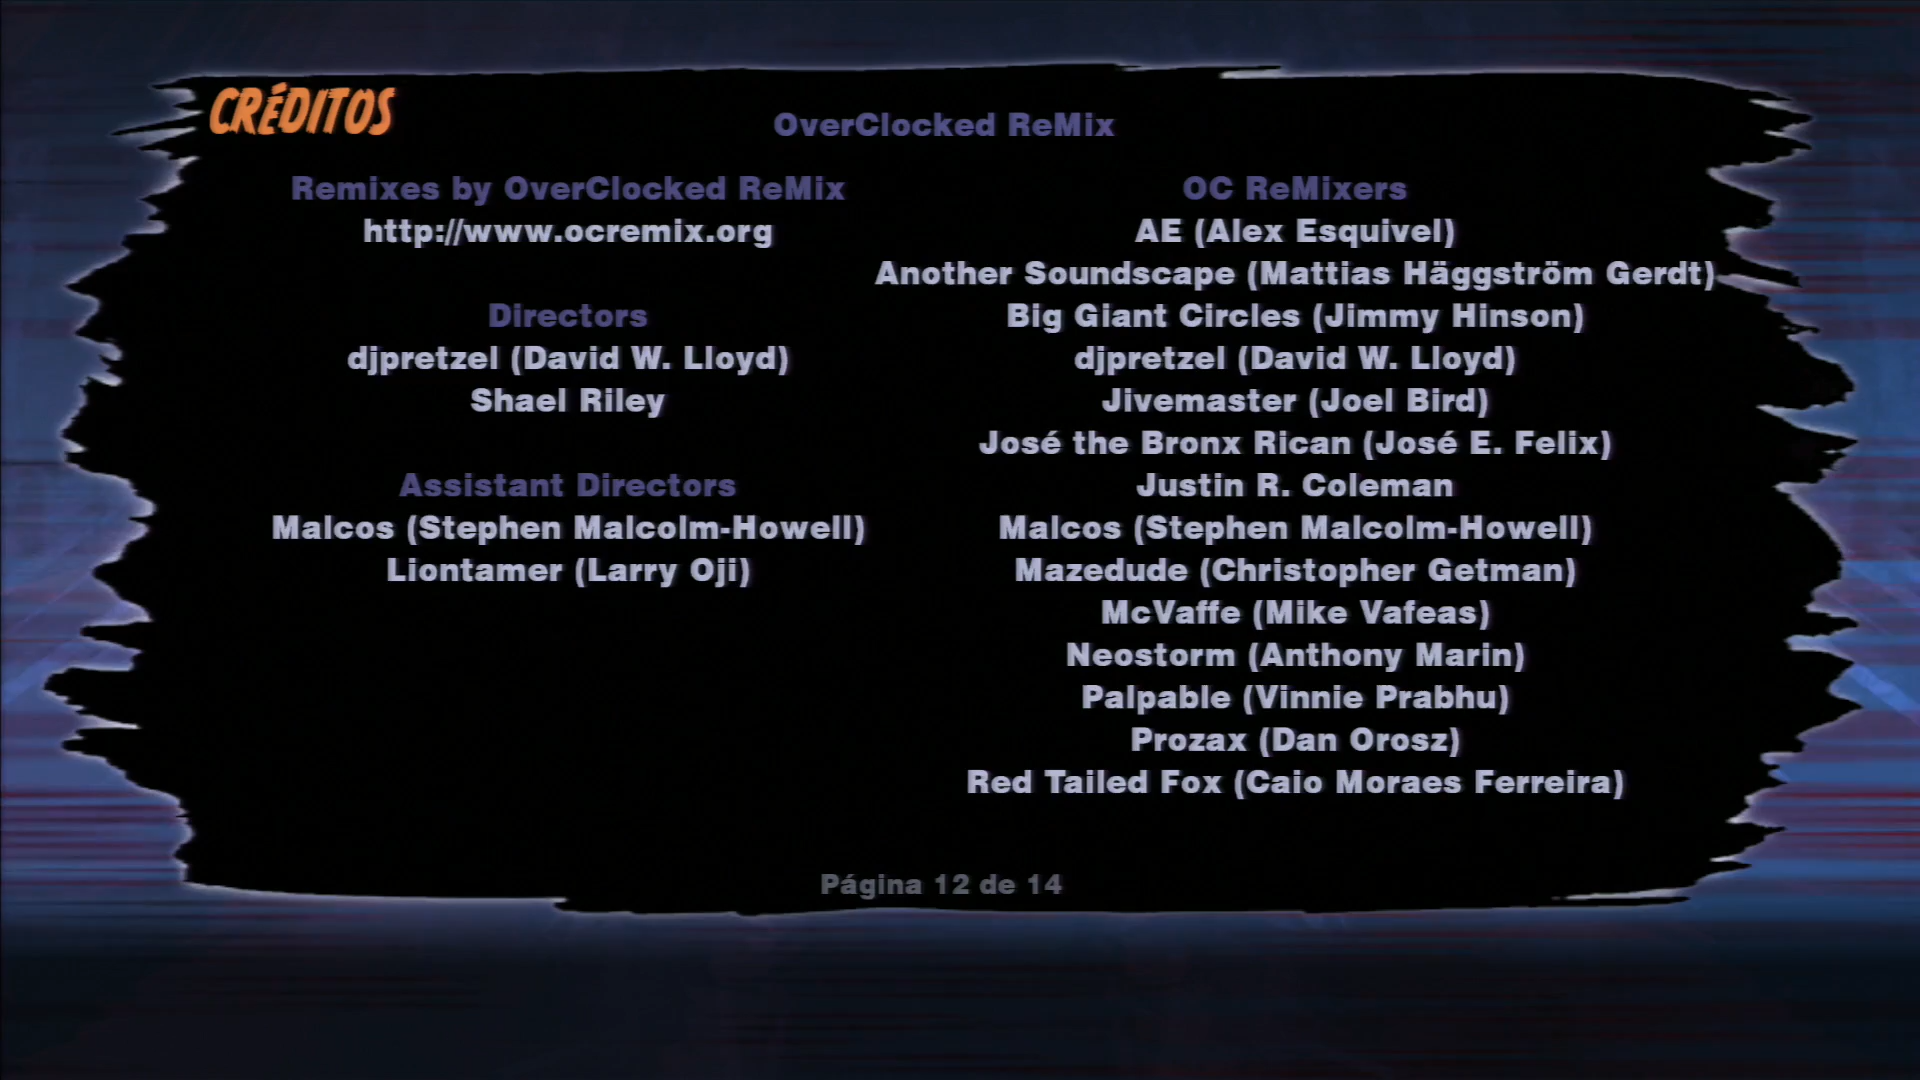 CRÉDITOS
OverClocked ReMix
Remixes by OverClocked ReMix
http://www.ocremix.org
Directors
djpretzel (David W. Lloyd)
Shael Riley
Assistant Directors
Malcos (Stephen Malcolm-Howell)
Liontamer (Larry Oji)
OC ReMixers
AE (Alex Esquivel)
Another Soundscape (Mattias Häggström Gerdt)
Big Giant Circles (Jimmy Hinson)
djpretzel (David W. Lloyd)
Jivemaster (Joel Bird)
José the Bronx Rican (José E. Felix)
Justin R. Coleman
Malcos (Stephen Malcolm-Howell)
Mazedude (Christopher Getman)
McVaffe (Mike Vafeas)
Neostorm (Anthony Marin)
Palpable (Vinnie Prabhu)
Prozax (Dan Orosz)
Red Tailed Fox (Caio Moraes Ferreira)
Página 12 de 14